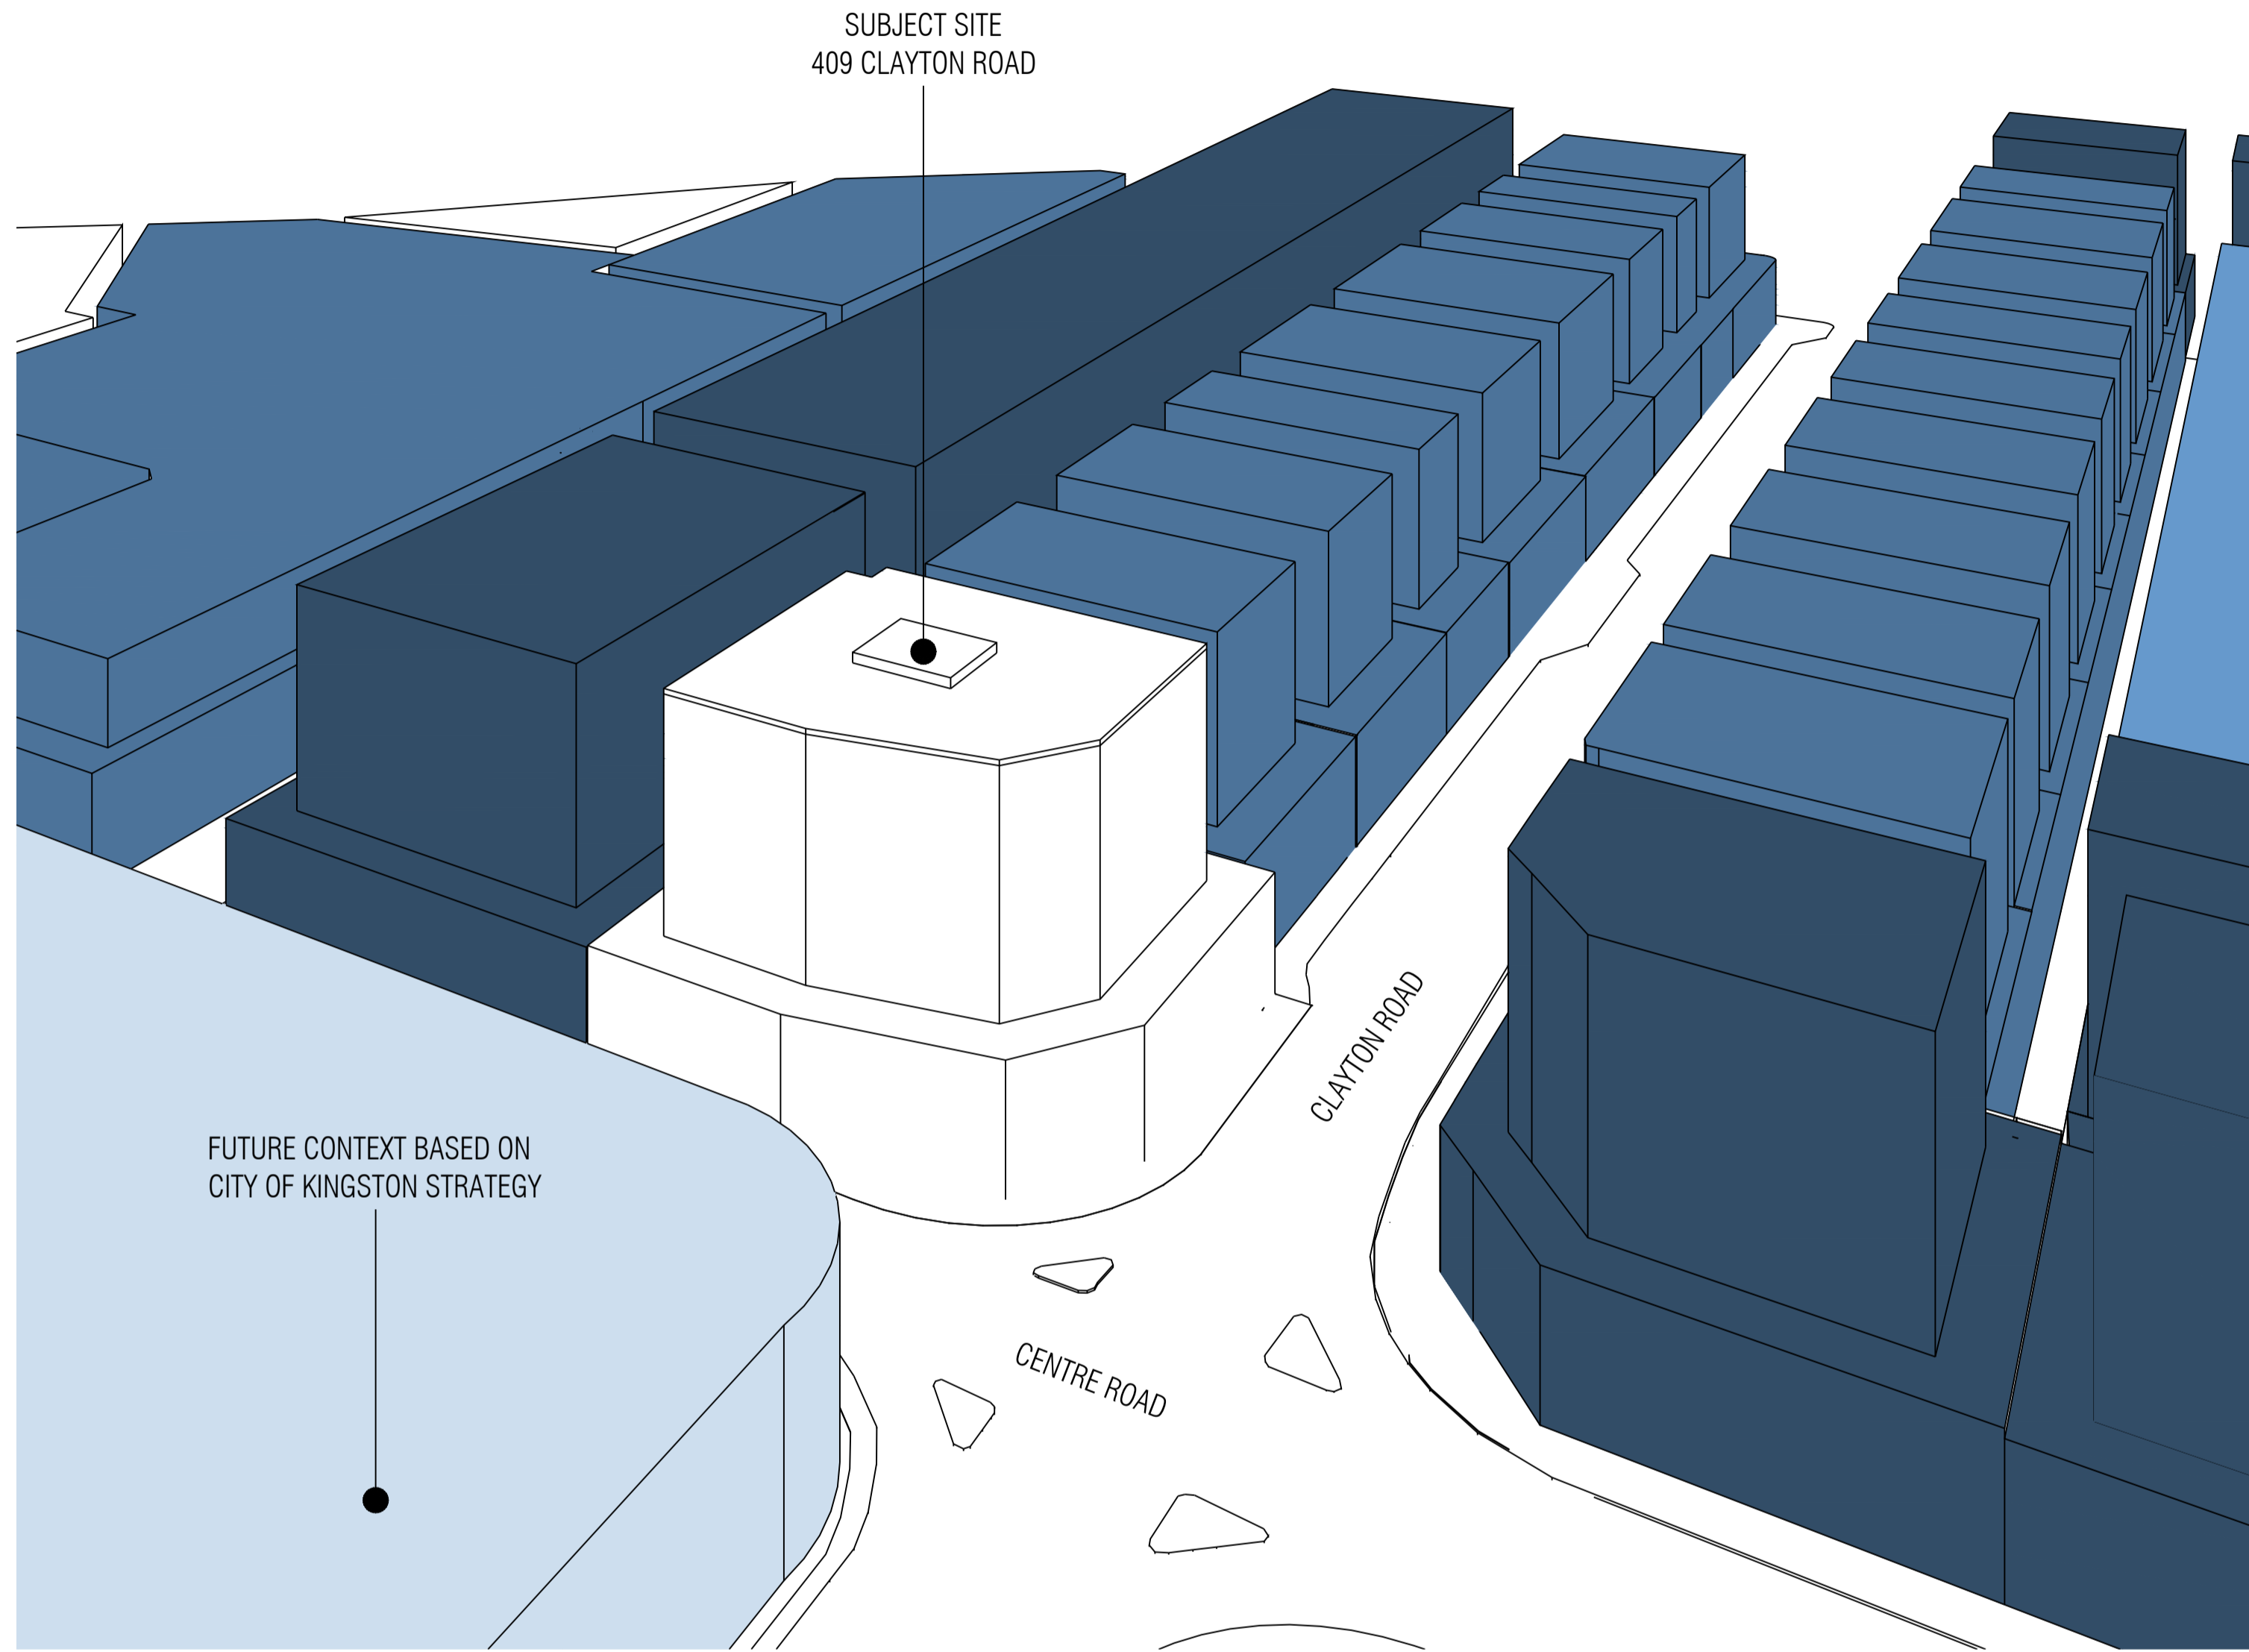 SUBJECT SITE
409 CLAYTON ROAD
CLAYTON ROAD
FUTURE CONTEXT BASED ON
CITY OF KINGSTON STRATEGY
CENTRE ROAD